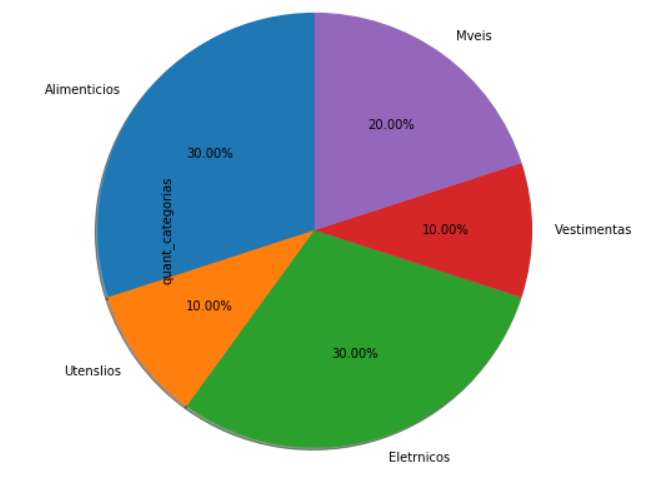 Mveis
Alimenticios
20.00%
30.00%
quant_categorias
10.00%
Vestimentas
10.00%
30.00%
Utenslios
Eletrnicos